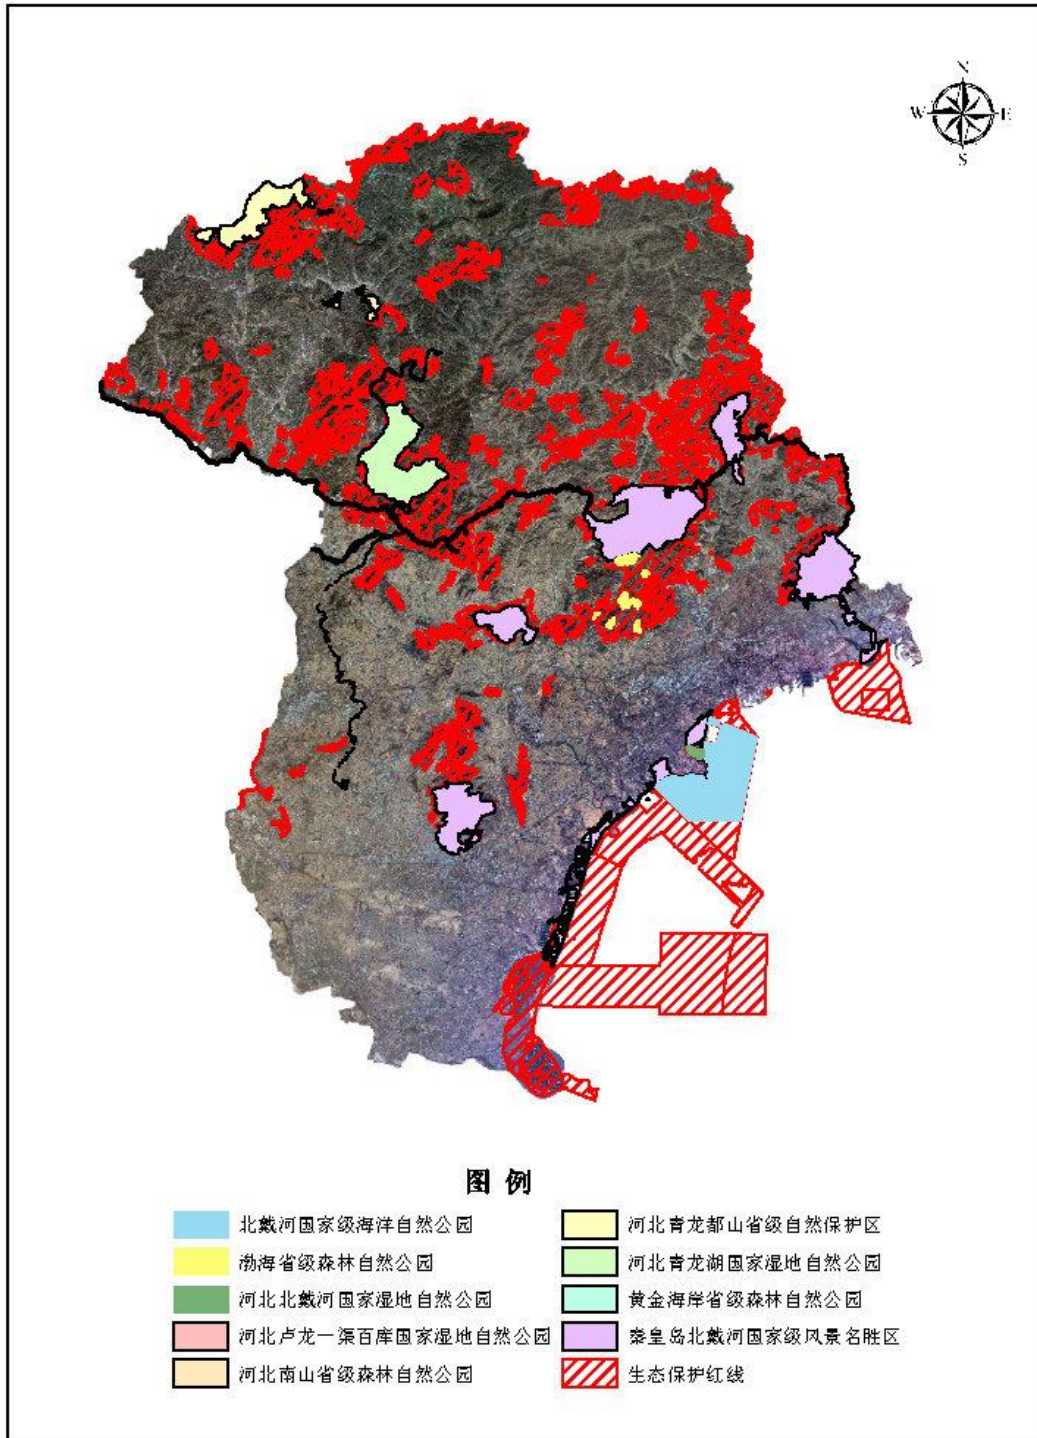 N
W E
S
图 例
北戴河国家级海洋自然公园
渤海省级森林自然公园
河北北戴河国家湿地自然公园
河北卢龙一渠百库国家湿地自然公园
河北南山省级森林自然公园
河北青龙都山省级自然保护区
河北青龙湖国家湿地自然公园
黄金海岸省级森林自然公园
秦皇岛北戴河国家级风景名胜区
生态保护红线